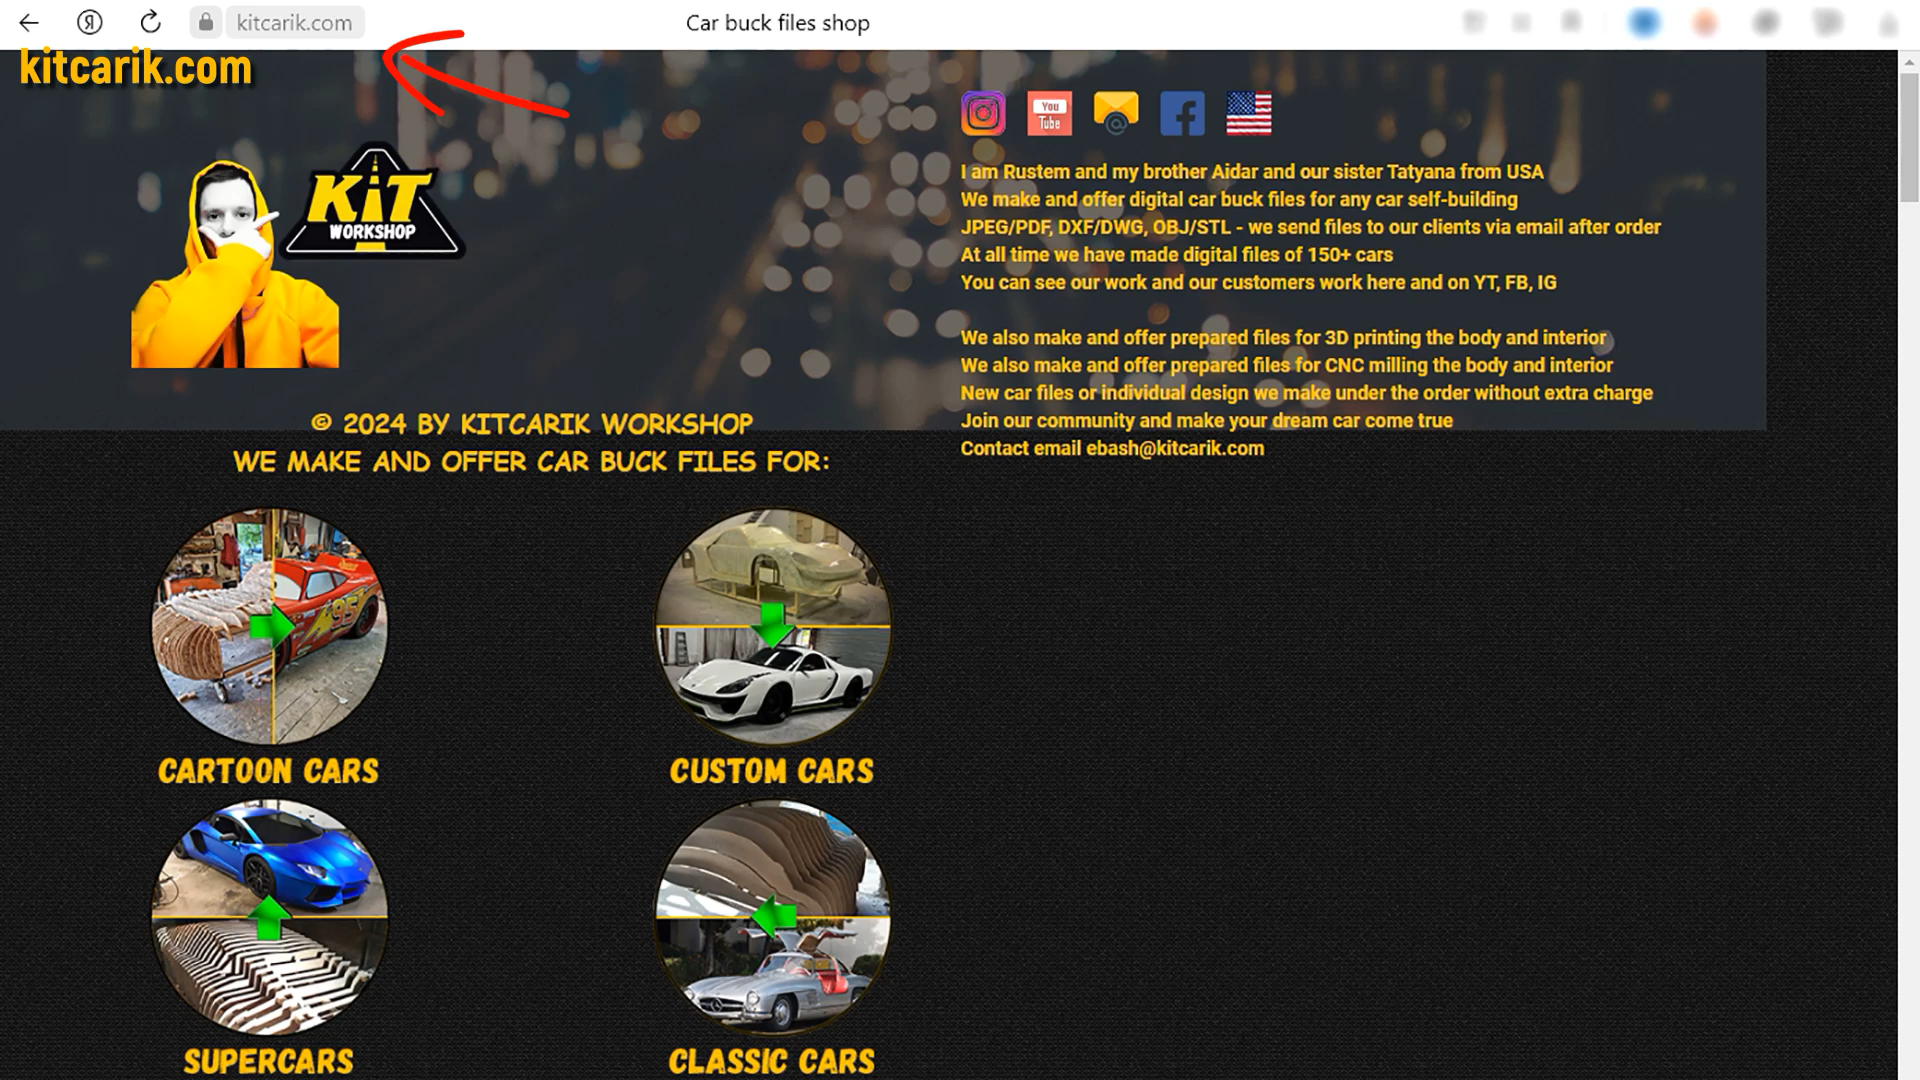 kitcarik.com
Car buck files shop
kitcarik.com
You
Tube
KiT
WORKSHOP
I am Rustem and my brother Aidar and our sister Tatyana from USA
We make and offer digital car buck files for any car self-building
JPEG/PDF, DXF/DWG, OBJ/STL - we send files to our clients via email after order
At all time we have made digital files of 150+ cars
You can see our work and our customers work here and on YT, FB, IG
We also make and offer prepared files for 3D printing the body and interior
We also make and offer prepared files for CNC milling the body and interior
New car files or individual design we make under the order without extra charge
Join our community and make your dream car come true
Contact email ebash@kitcarik.com
© 2024 BY KITCARIK WORKSHOP
WE MAKE AND OFFER CAR BUCK FILES FOR:
95
CARTOON CARS
CUSTOM CARS
SUPERCARS
CLASSIC CARS